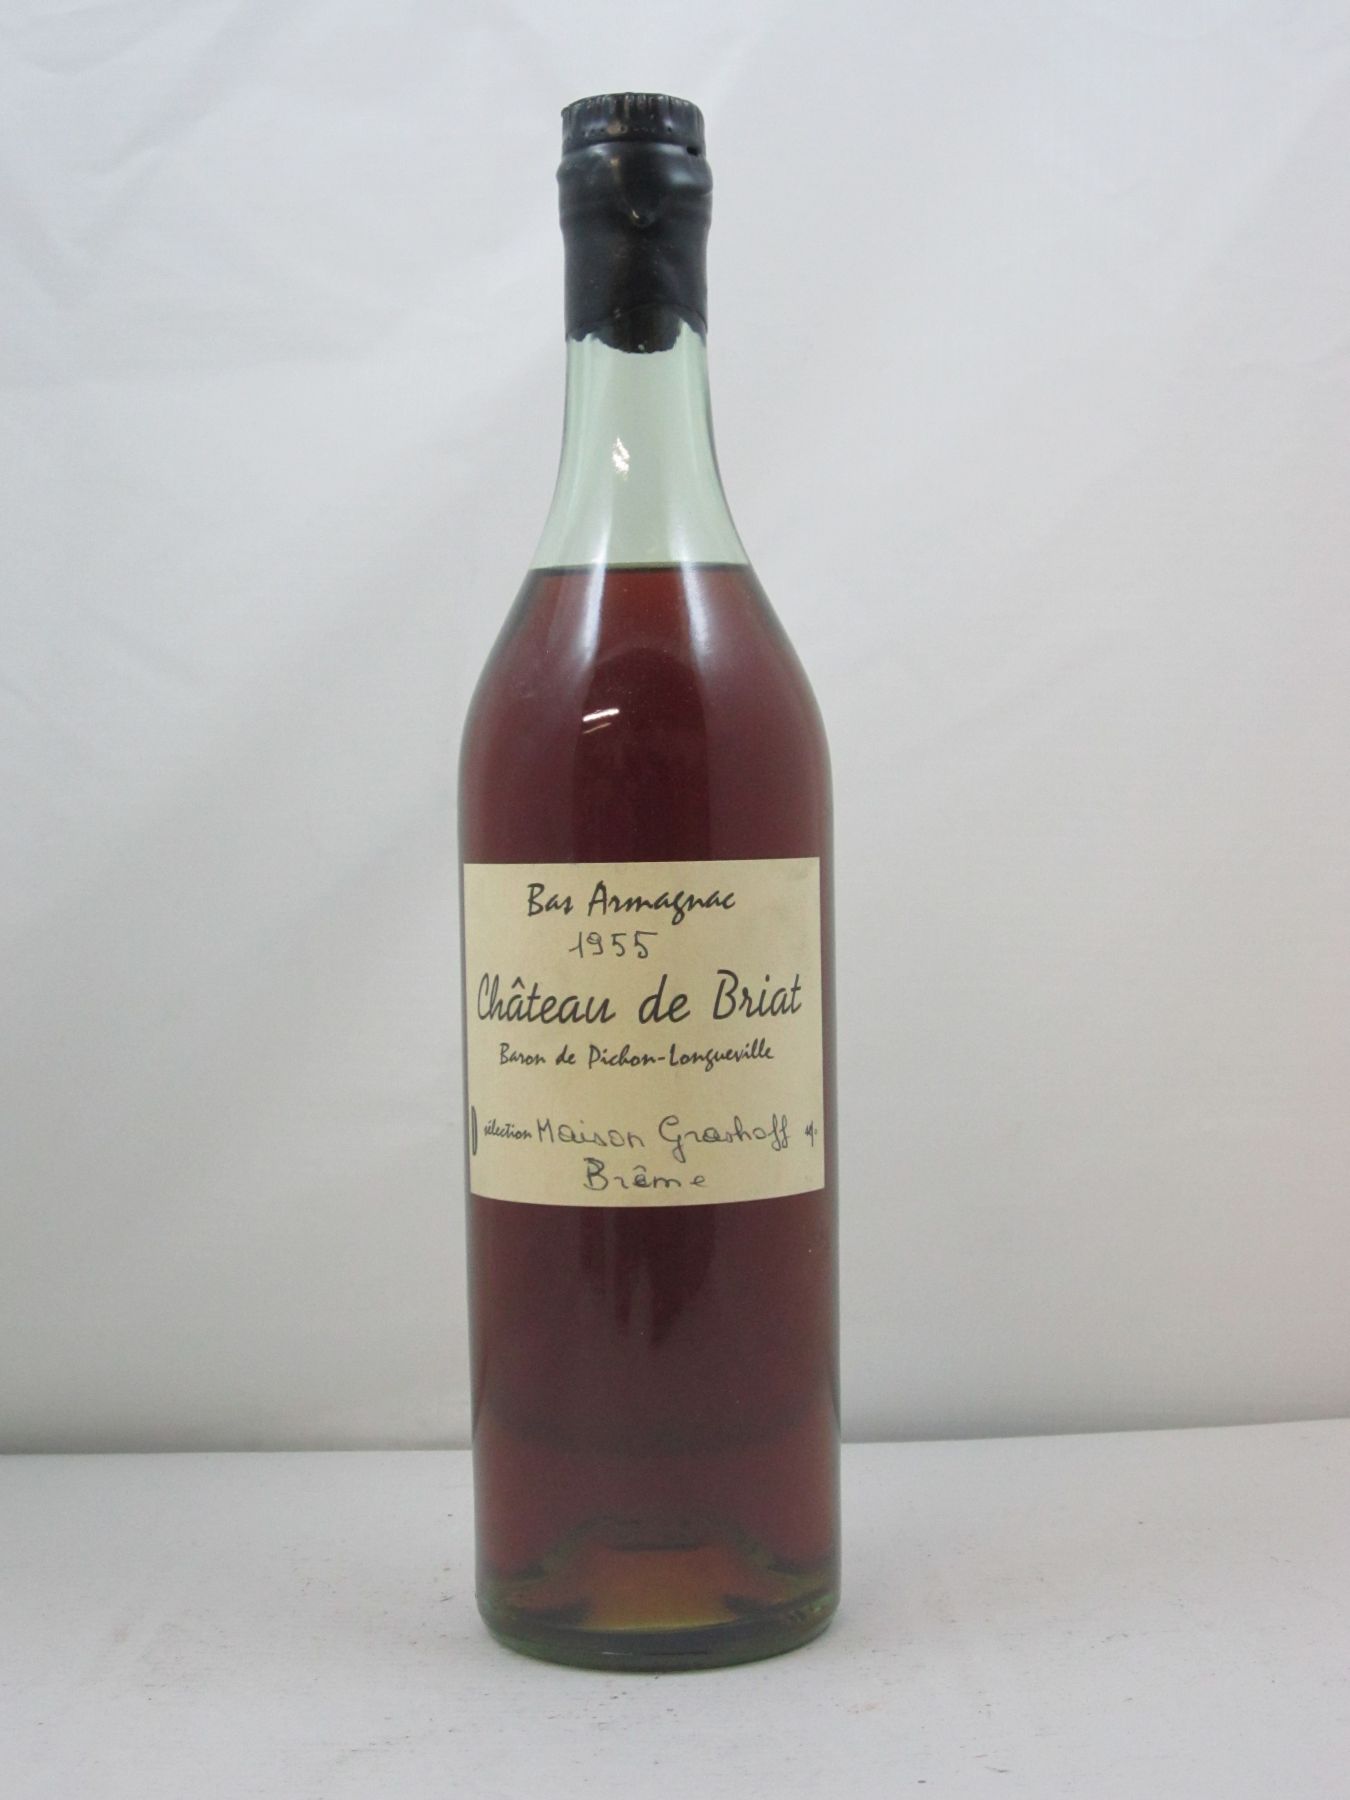 Bas Armagnac
1955
Château de Briat
Baron de Pichon-Longueville
sélection Maison Grashoff
Brême